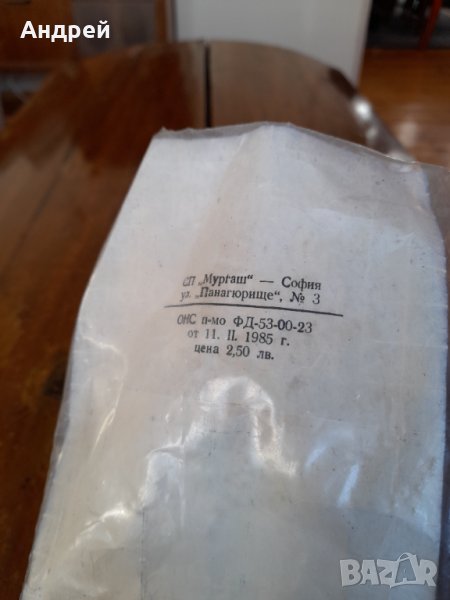 Андрей
СП „Мургаш“ — София
ул. „Панагюрище“, № 3
ОНС п-мо ФД-53-00-23
от 11. II. 1985 г.
цена 2,50 лв.
BAZAR